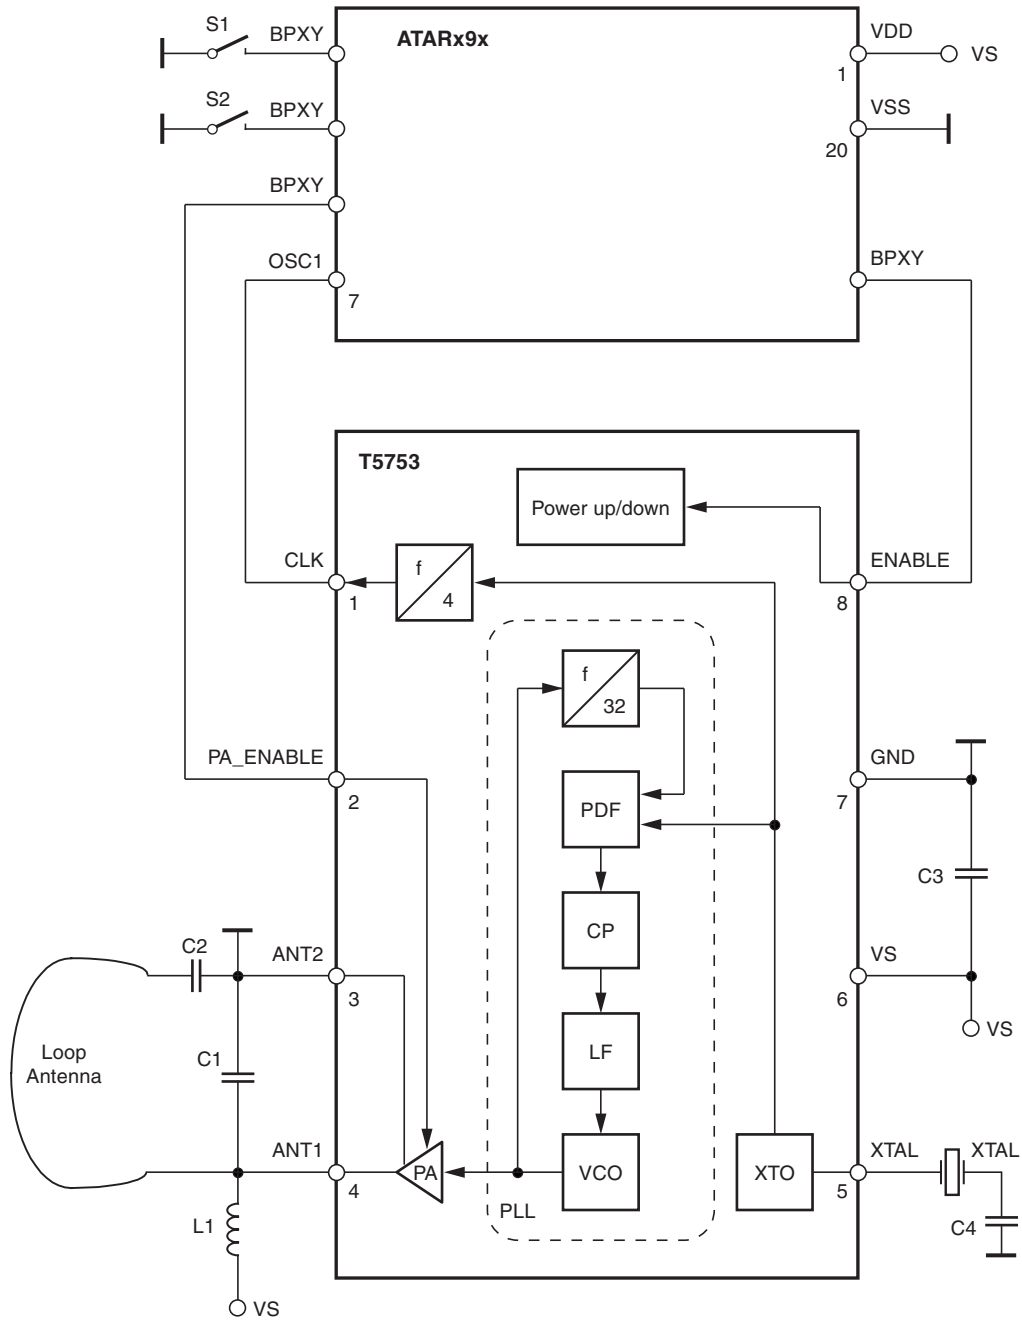 S1
BPXY
ATARx9x
VDD
VS
1
S2
BPXY
VSS
20
BPXY
OSC1
7
BPXY
T5753
Power up/down
CLK
1
f
4
ENABLE
8
f
32
PA_ENABLE
2
GND
7
PDF
C3
C2
ANT2
3
CP
VS
6
VS
Loop
Antenna
C1
LF
ANT1
4
PA
VCO
XTO
XTAL
5
XTAL
PLL
L1
C4
VS